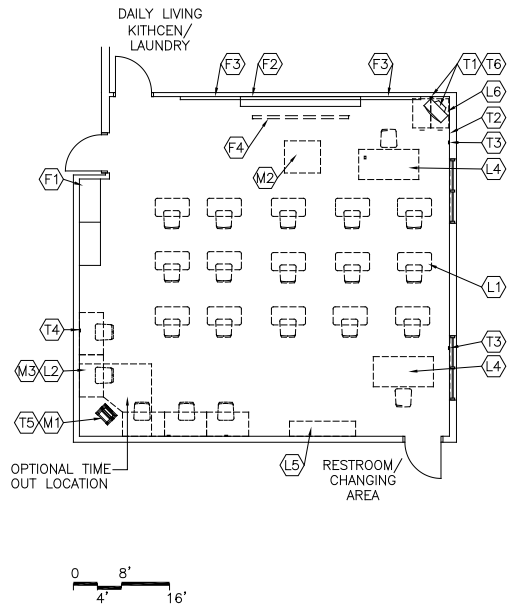 DAILY LIVING
KITHCEN/
LAUNDRY
F3 F2 F3 T1 T6
L6
T2
F4
T3
M2
L4
F1
L1
T4
T3
M3 L2
L4
T5 M1
OPTIONAL TIME
OUT LOCATION
L5
RESTROOM/
CHANGING
AREA
0 8'
4' 16'